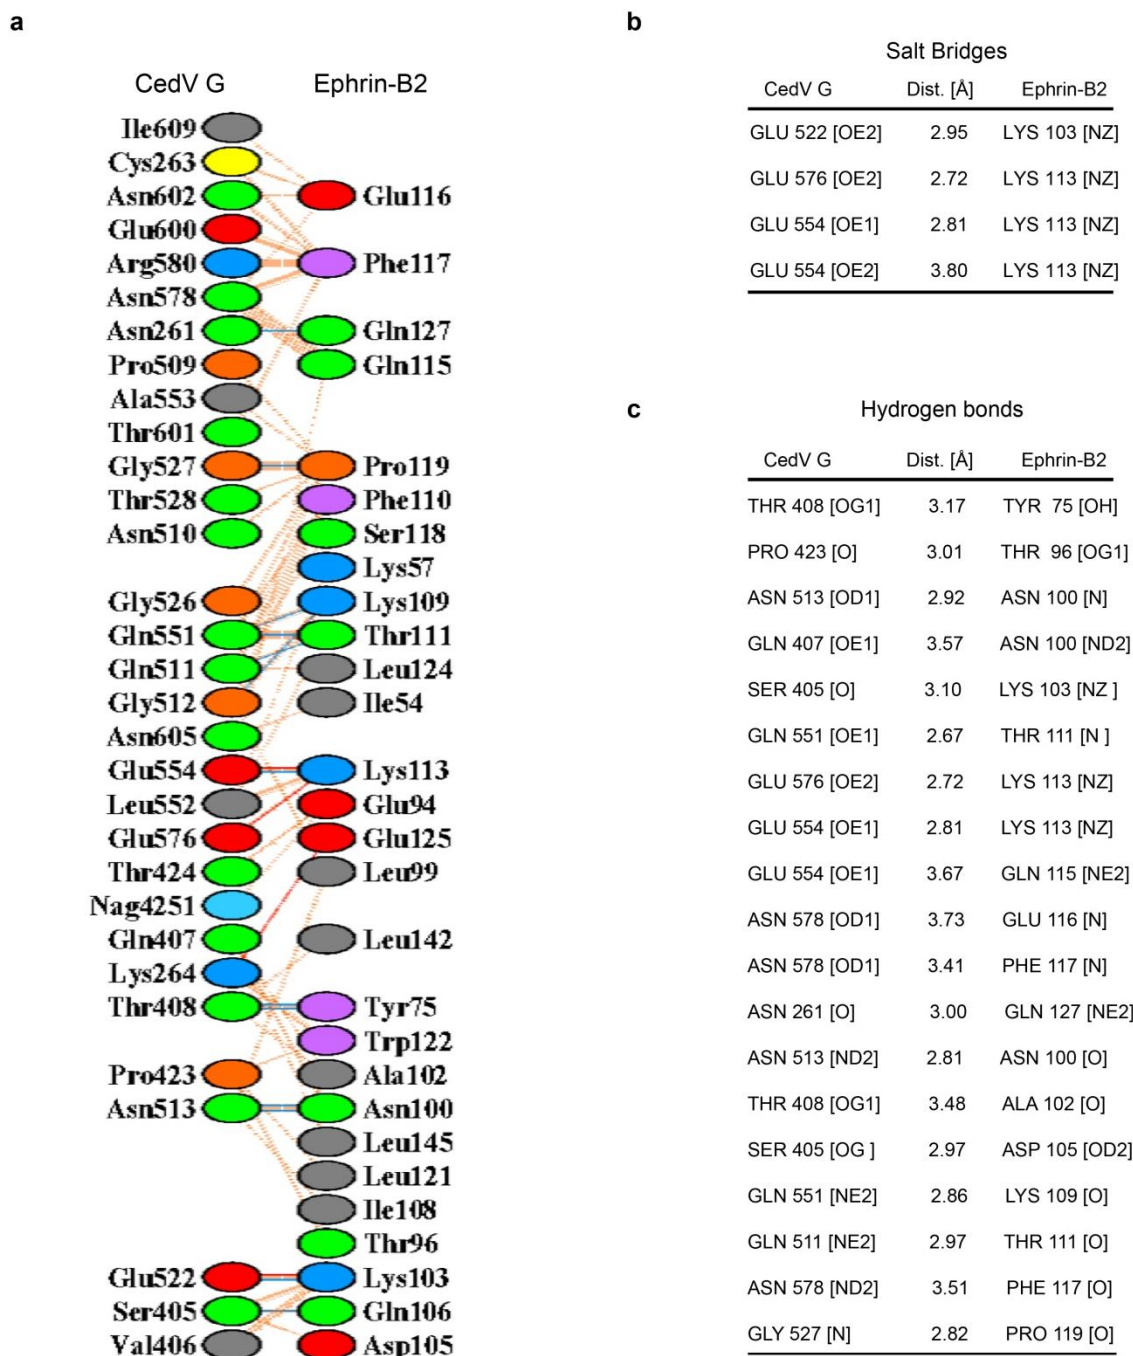 a
CedV G Ephrin-B2
Ile609
Cys263
Asn602 Glu116
Glu600
Arg580 Phe117
Asn578
Asn261 Gln127
Pro509 Gln115
Ala553
Thr601
Gly527 Pro119
Thr528 Phe110
Asn510 Ser118
Lys57
Gly526 Lys109
Gln551 Thr111
Gln511 Leu124
Gly512 Ile54
Asn605
Glu554 Lys113
Leu552 Glu94
Glu576 Glu125
Thr424 Leu99
Nag4251
Gln407 Leu142
Lys264
Thr408 Tyr75
Trp122
Pro423 Ala102
Asn513 Asn100
Leu145
Leu121
Ile108
Thr96
Glu522 Lys103
Ser405 Gln106
Val406 Asp105
b
Salt Bridges
CedV G Dist. [Å] Ephrin-B2
GLU 522 [OE2] 2.95 LYS 103 [NZ]
GLU 576 [OE2] 2.72 LYS 113 [NZ]
GLU 554 [OE1] 2.81 LYS 113 [NZ]
GLU 554 [OE2] 3.80 LYS 113 [NZ]
c
Hydrogen bonds
CedV G Dist. [Å] Ephrin-B2
THR 408 [OG1] 3.17 TYR 75 [OH]
PRO 423 [O] 3.01 THR 96 [OG1]
ASN 513 [OD1] 2.92 ASN 100 [N]
GLN 407 [OE1] 3.57 ASN 100 [ND2]
SER 405 [O] 3.10 LYS 103 [NZ ]
GLN 551 [OE1] 2.67 THR 111 [N ]
GLU 576 [OE2] 2.72 LYS 113 [NZ]
GLU 554 [OE1] 2.81 LYS 113 [NZ]
GLU 554 [OE1] 3.67 GLN 115 [NE2]
ASN 578 [OD1] 3.73 GLU 116 [N]
ASN 578 [OD1] 3.41 PHE 117 [N]
ASN 261 [O] 3.00 GLN 127 [NE2]
ASN 513 [ND2] 2.81 ASN 100 [O]
THR 408 [OG1] 3.48 ALA 102 [O]
SER 405 [OG ] 2.97 ASP 105 [OD2]
GLN 551 [NE2] 2.86 LYS 109 [O]
GLN 511 [NE2] 2.97 THR 111 [O]
ASN 578 [ND2] 3.51 PHE 117 [O]
GLY 527 [N] 2.82 PRO 119 [O]